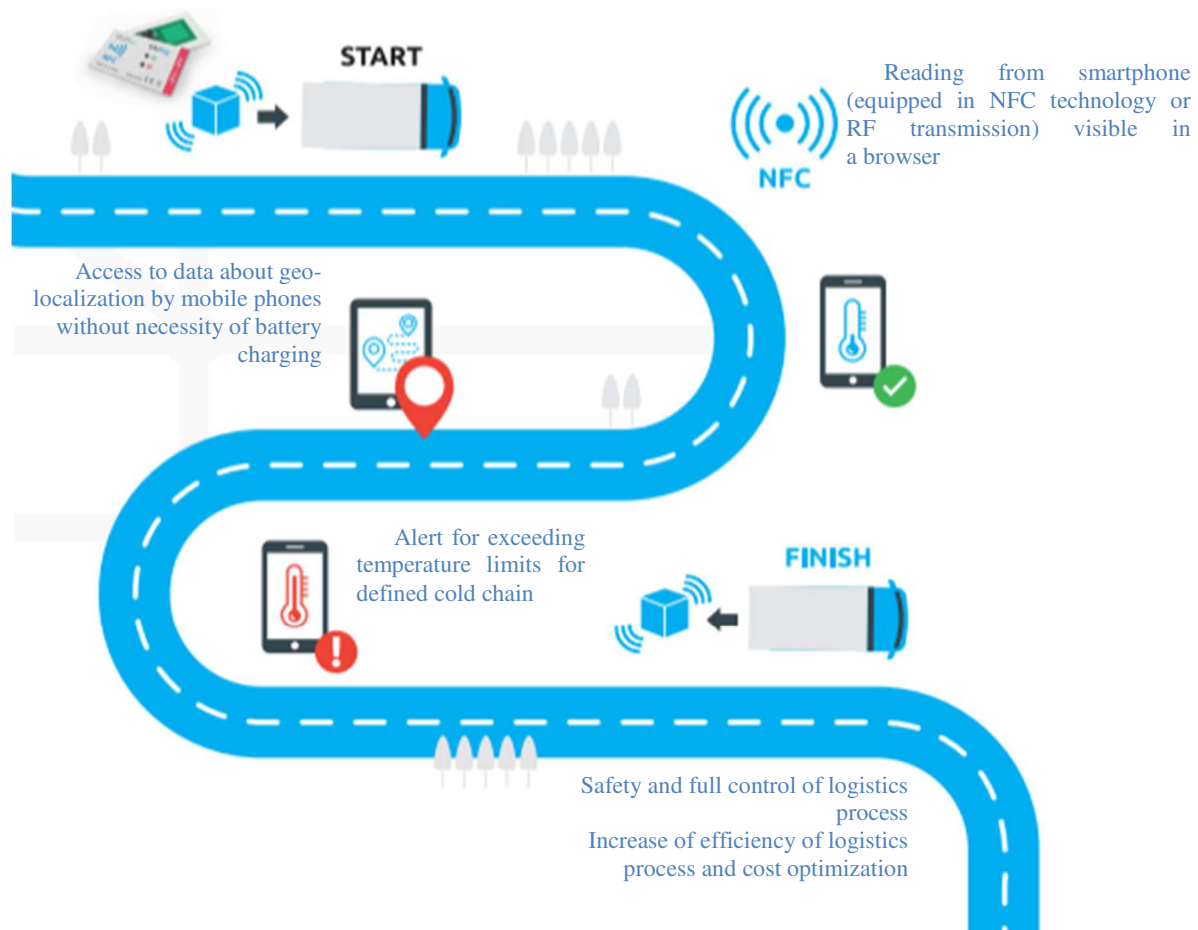 START
Reading from smartphone
(equipped in NFC technology or
RF transmission) visible in
a browser
NFC
Access to data about geo-
localization by mobile phones
without necessity of battery
charging
Alert for exceeding
temperature limits for
defined cold chain
FINISH
Safety and full control of logistics
process
Increase of efficiency of logistics
process and cost optimization